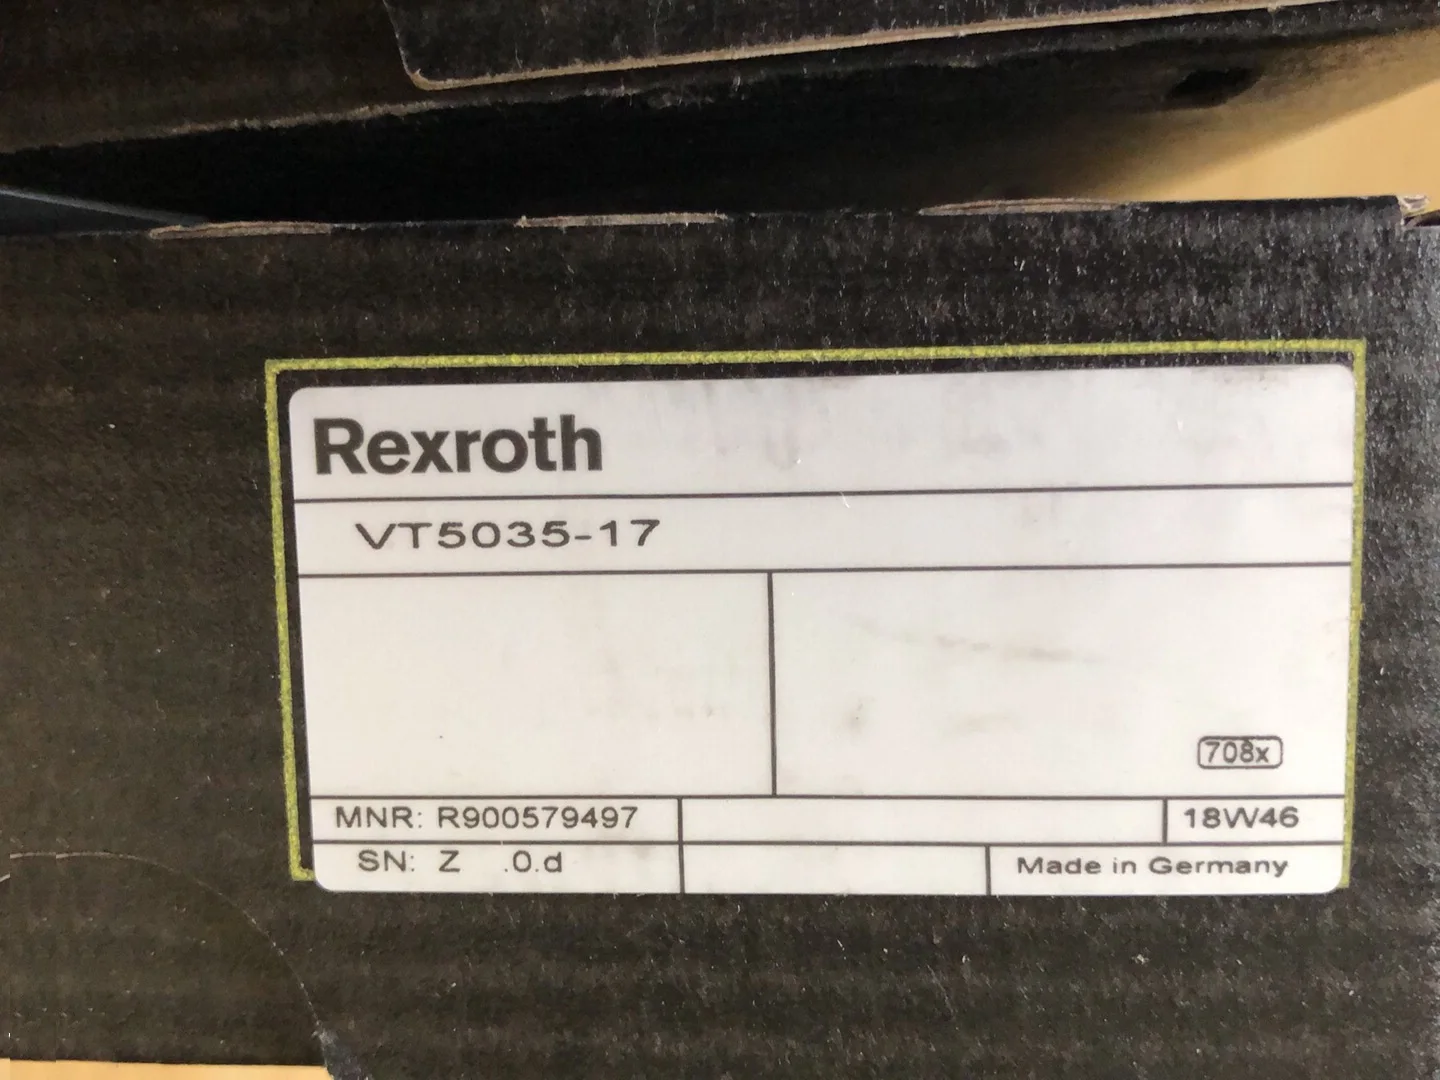 Rexroth
VT5035-17
708x
MNR: R900579497
18W46
SN: Z .0.d
Made in Germany